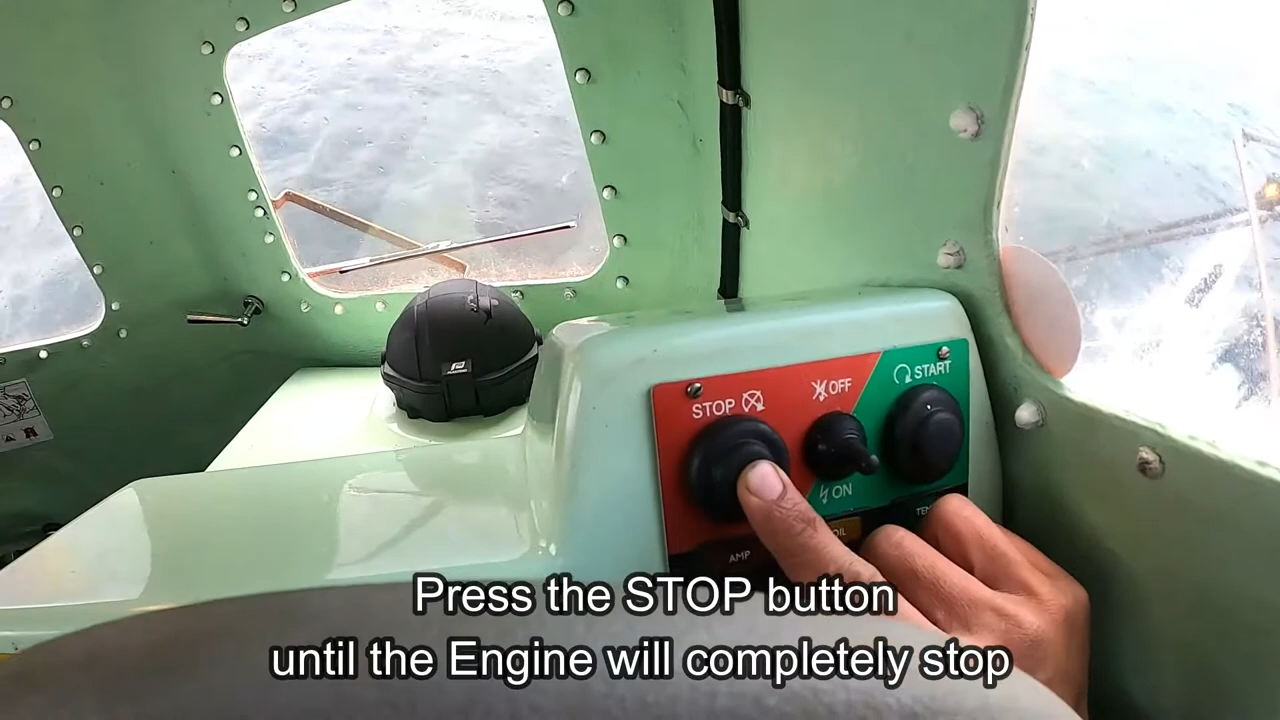 STOP
OFF
START
ON
AMP
OIL
Press the STOP button
until the Engine will completely stop